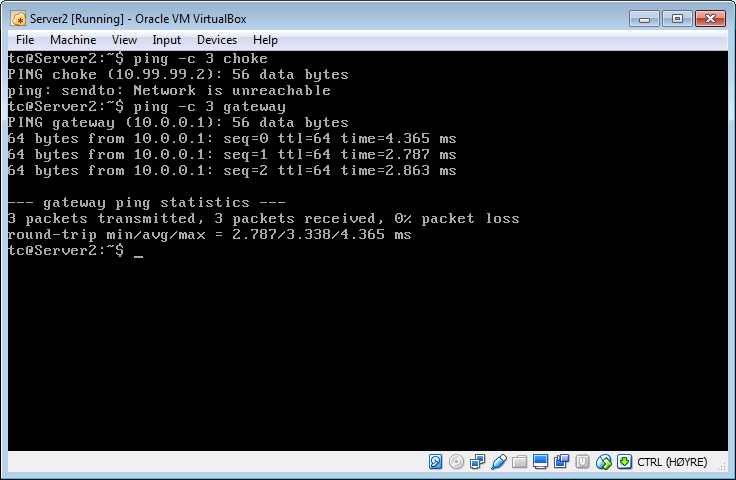 Server2 [Running] - Oracle VM VirtualBox
File Machine View Input Devices Help
tc@Server2:~$ ping -c 3 choke
PING choke (10.99.99.2): 56 data bytes
ping: sendto: Network is unreachable
tc@Server2:~$ ping -c 3 gateway
PING gateway (10.0.0.1): 56 data bytes
64 bytes from 10.0.0.1: seq=0 ttl=64 time=4.365 ms
64 bytes from 10.0.0.1: seq=1 ttl=64 time=2.787 ms
64 bytes from 10.0.0.1: seq=2 ttl=64 time=2.863 ms
--- gateway ping statistics ---
3 packets transmitted, 3 packets received, 0% packet loss
round-trip min/avg/max = 2.787/3.338/4.365 ms
tc@Server2:~$ _
CTRL (HØYRE)